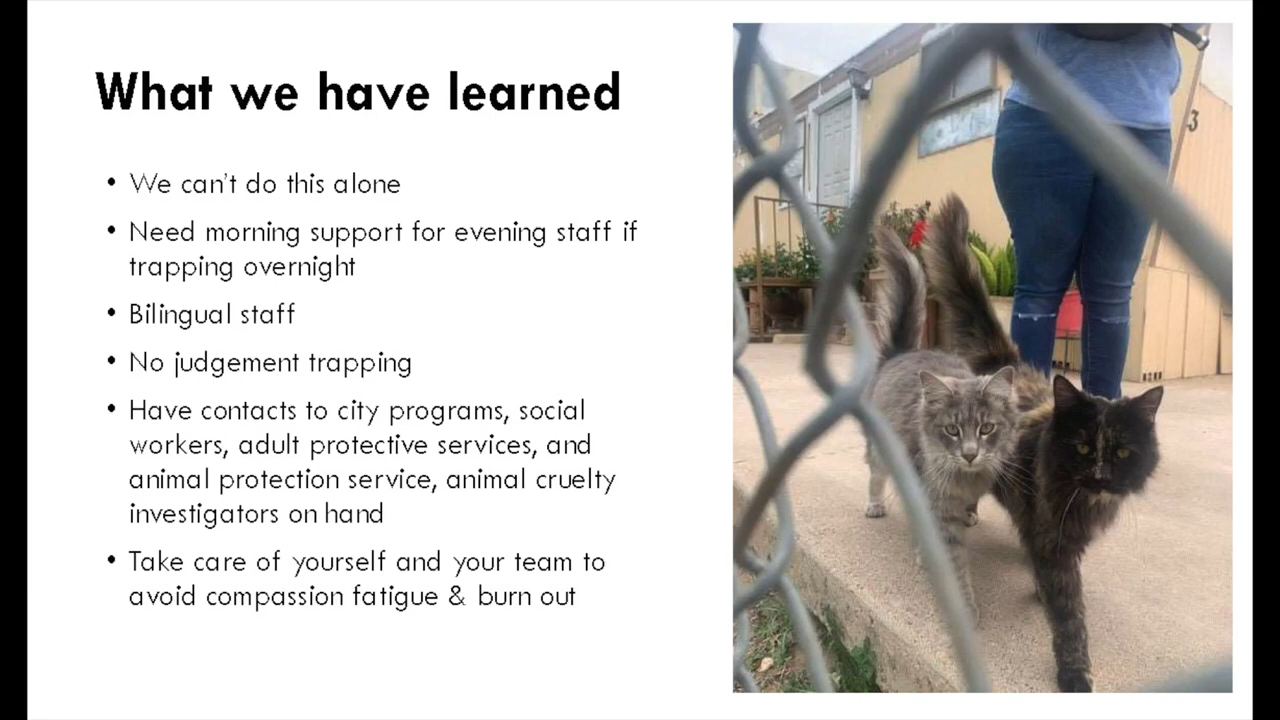 What we have learned
• We can't do this alone
• Need morning support for evening staff if
trapping overnight
• Bilingual staff
• No judgement trapping
• Have contacts to city programs, social
workers, adult protective services, and
animal protection service, animal cruelty
investigators on hand
• Take care of yourself and your team to
avoid compassion fatigue & burn out
3